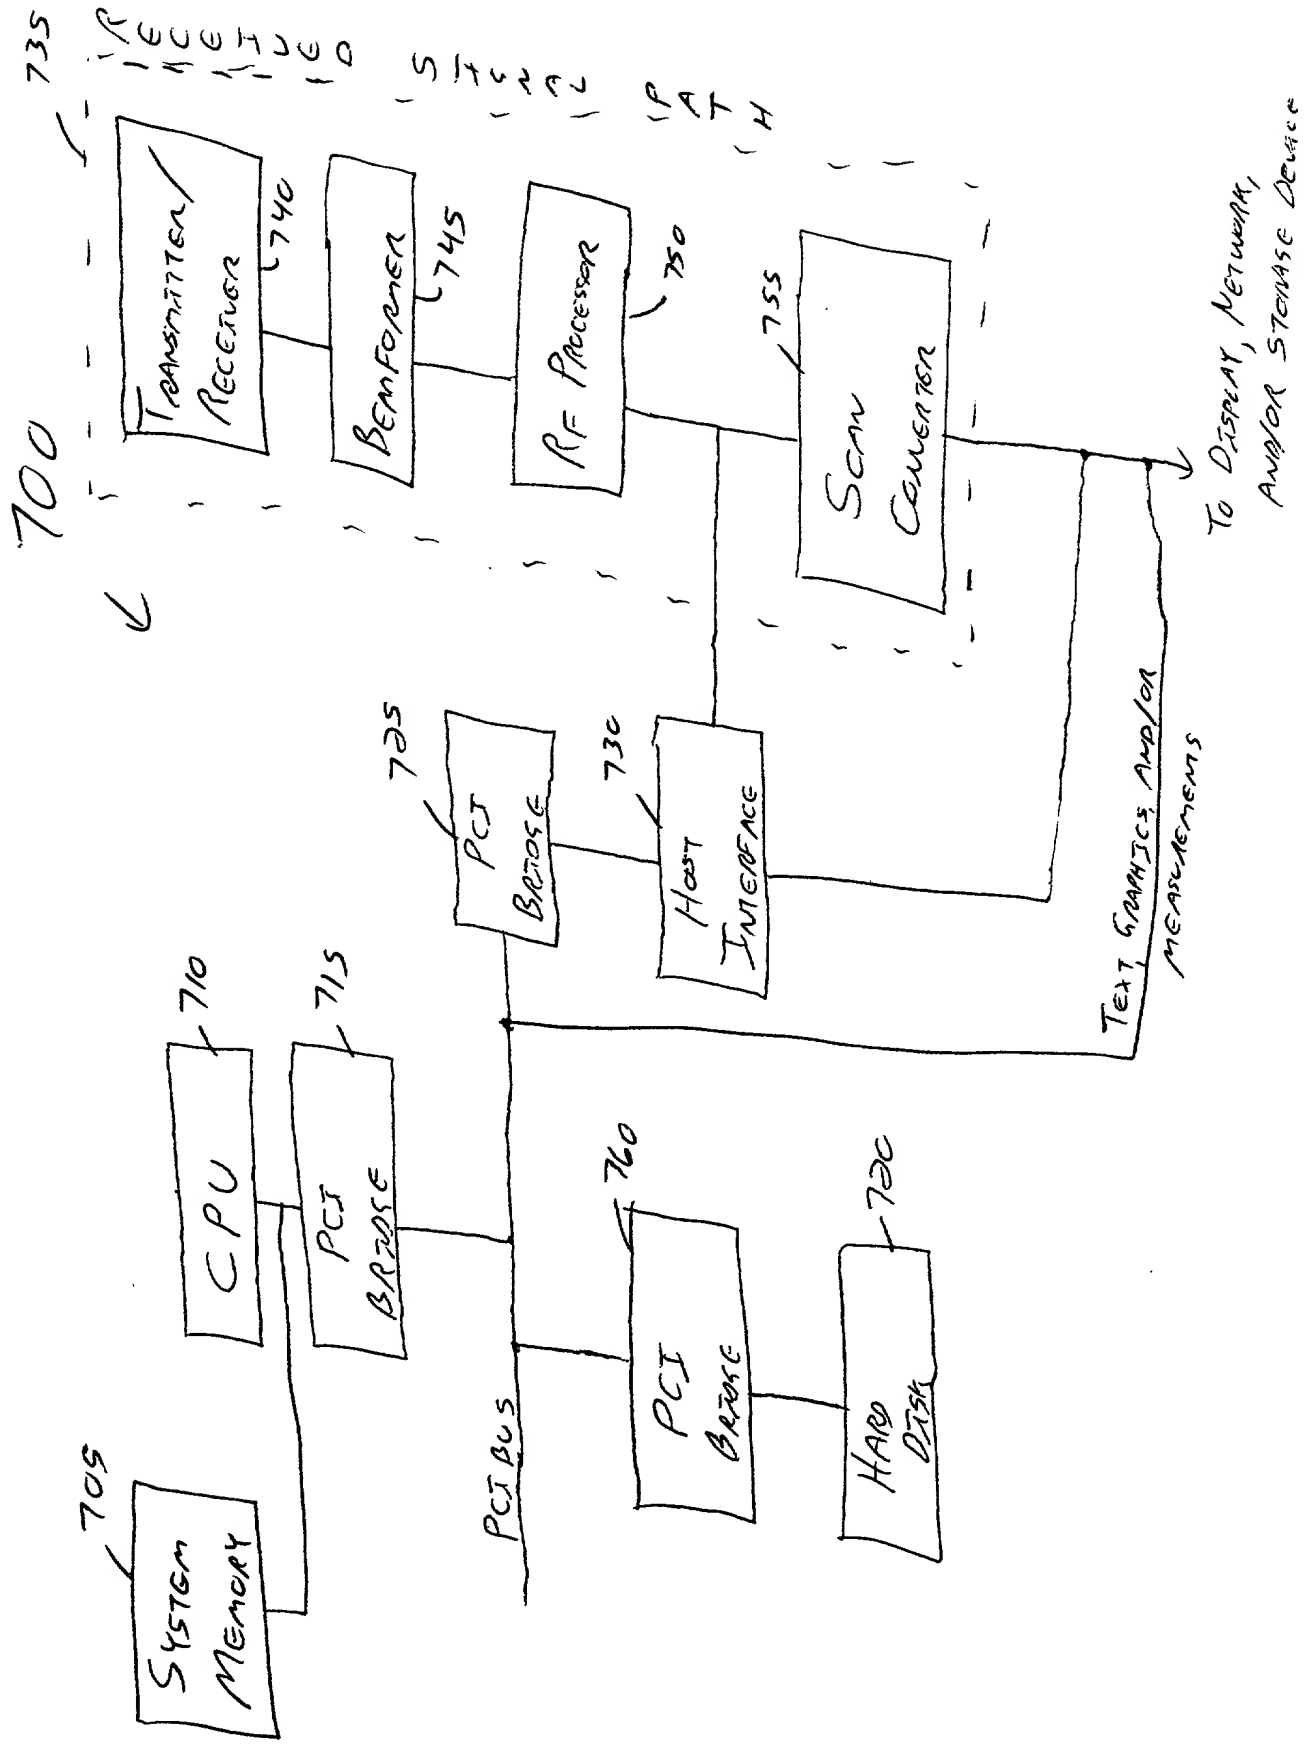 700
735
RECEIVED SIGNAL PATH
TRANSMITTER/
RECEIVER
740
BEAMFORMER
745
RF PROCESSOR
750
755
SCAN
CONVERTER
725
PCI
BRIDGE
730
HOST
INTERFACE
710
CPU
715
PCI
BRIDGE
705
SYSTEM
MEMORY
PCI BUS
760
PCI
BRIDGE
720
HARD
DISK
TEXT, GRAPHICS, AND/OR
MEASUREMENTS
TO DISPLAY, NETWORK,
AND/OR STORAGE DEVICE